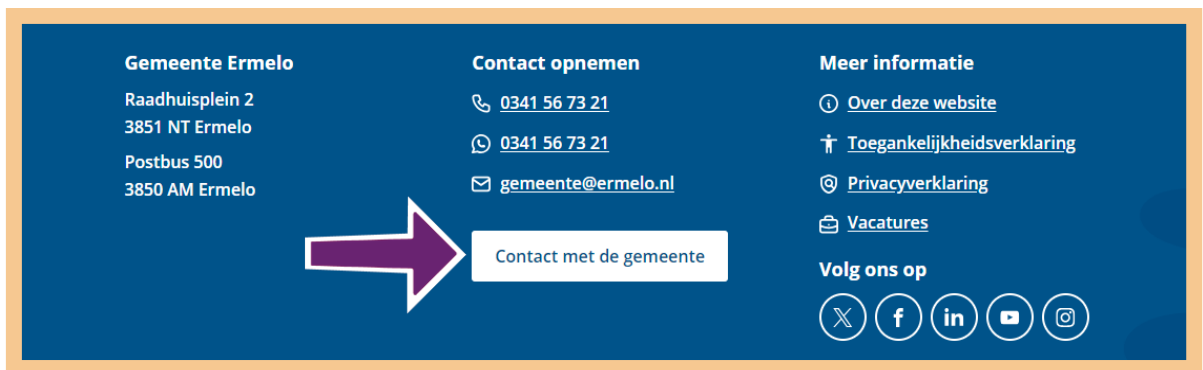 Gemeente Ermelo
Raadhuisplein 2
3851 NT Ermelo
Postbus 500
3850 AM Ermelo
Contact opnemen
0341 56 73 21
0341 56 73 21
gemeente@ermelo.nl
Contact met de gemeente
Meer informatie
Over deze website
Toegankelijkheidsverklaring
Privacyverklaring
Vacatures
Volg ons op